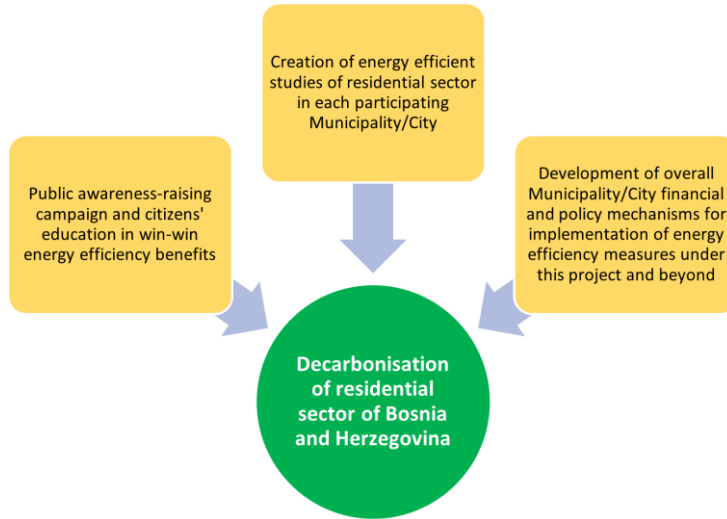 Creation of energy efficient
studies of residential sector
in each participating
Municipality/City
Public awareness-raising
campaign and citizens'
education in win-win
energy efficiency benefits
Development of overall
Municipality/City financial
and policy mechanisms for
implementation of energy
efficiency measures under
this project and beyond
Decarbonisation
of residential
sector of Bosnia
and Herzegovina